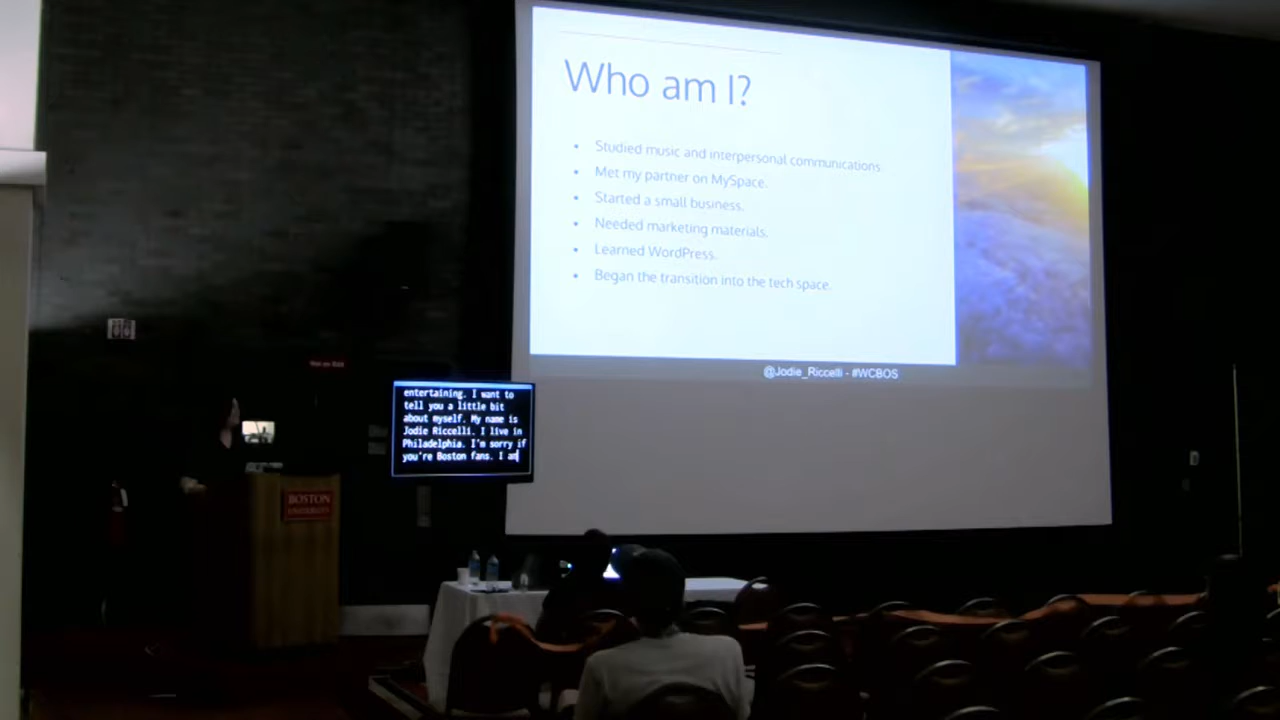 Who am I?
• Studied music and interpersonal communications.
• Met my partner on MySpace.
• Started a small business.
• Needed marketing materials.
• Learned WordPress.
• Began the transition into the tech space.
@Jodie_Riccelli - #WCBOS
entertaining. I want to
tell you a little bit
about myself. My name is
Jodie Riccelli. I live in
Philadelphia. I'm sorry if
you're Boston fans. I am
BOSTON
UNIVERSITY